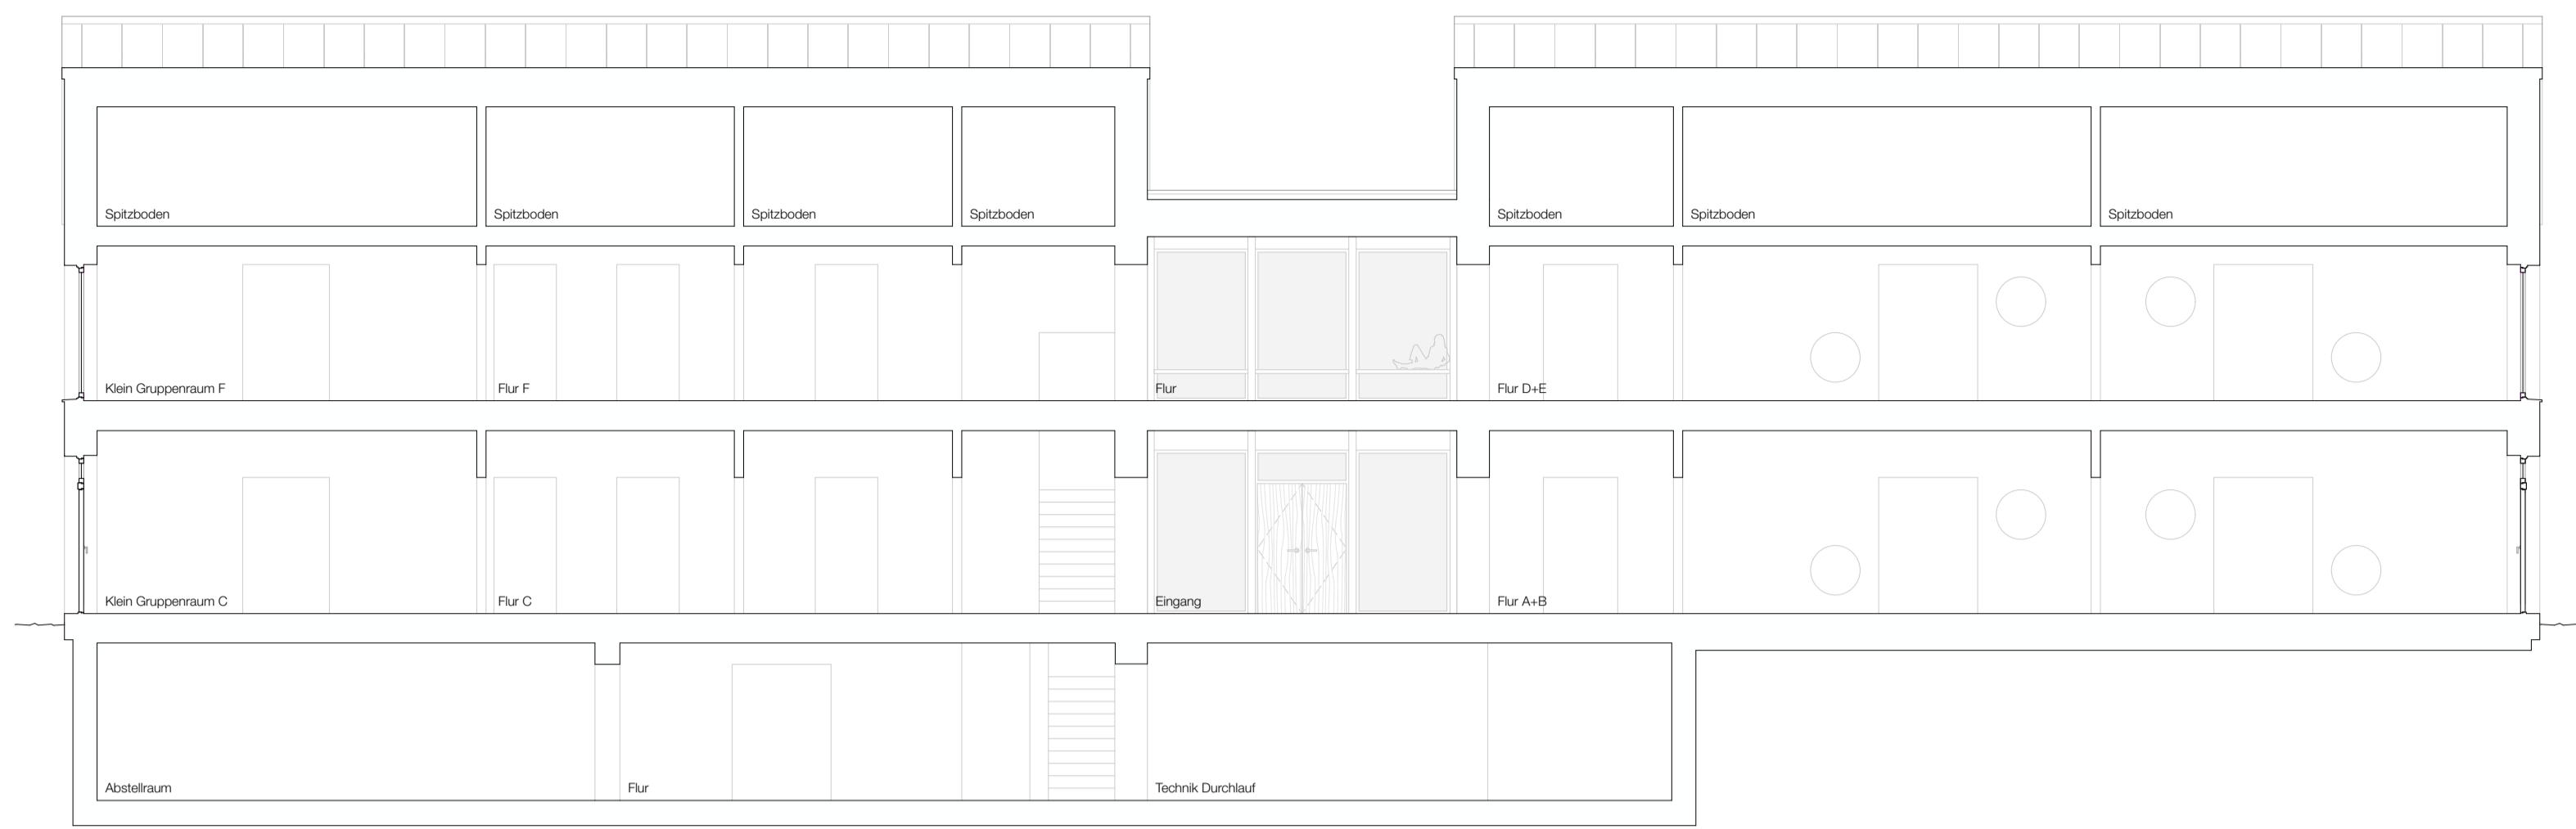 Spitzboden
Spitzboden
Spitzboden
Spitzboden
Spitzboden
Spitzboden
Spitzboden
Klein Gruppenraum F
Flur F
Flur
Flur D+E
Klein Gruppenraum C
Flur C
Eingang
Flur A+B
Abstellraum
Flur
Technik Durchlauf